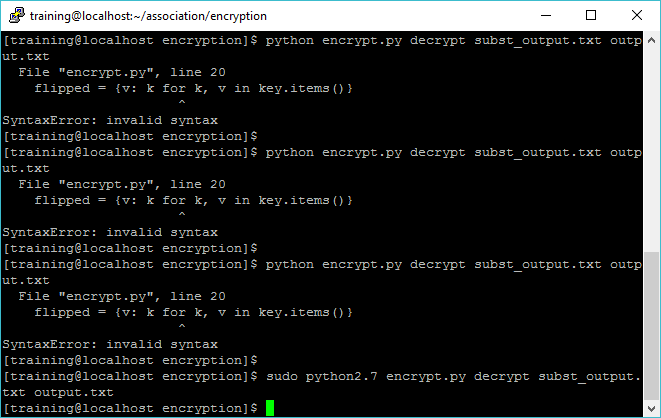 training@localhost:~/association/encryption
[training@localhost encryption]$ python encrypt.py decrypt subst_output.txt outp
ut.txt
  File "encrypt.py", line 20
    flipped = {v: k for k, v in key.items()}
                      ^
SyntaxError: invalid syntax
[training@localhost encryption]$
[training@localhost encryption]$ python encrypt.py decrypt subst_output.txt outp
ut.txt
  File "encrypt.py", line 20
    flipped = {v: k for k, v in key.items()}
                      ^
SyntaxError: invalid syntax
[training@localhost encryption]$
[training@localhost encryption]$ python encrypt.py decrypt subst_output.txt outp
ut.txt
  File "encrypt.py", line 20
    flipped = {v: k for k, v in key.items()}
                      ^
SyntaxError: invalid syntax
[training@localhost encryption]$
[training@localhost encryption]$ sudo python2.7 encrypt.py decrypt subst_output.
txt output.txt
[training@localhost encryption]$